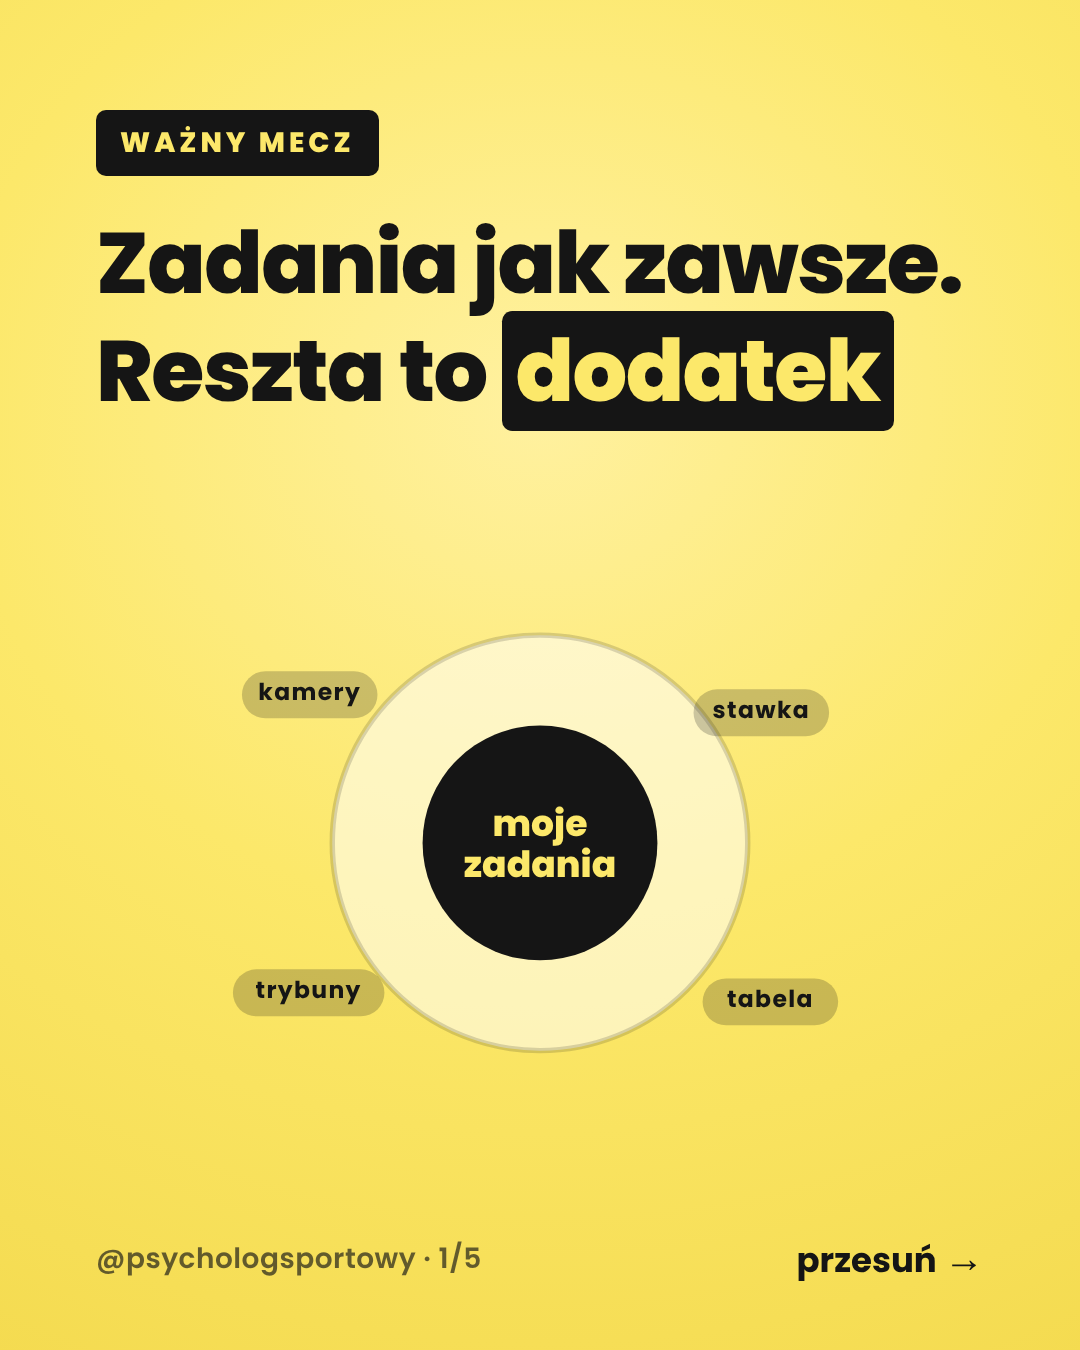 WAŻNY MECZ
Zadania jak zawsze.
Reszta to dodatek
kamery
stawka
moje
zadania
trybuny
tabela
@psychologsportowy · 1/5
przesuń →